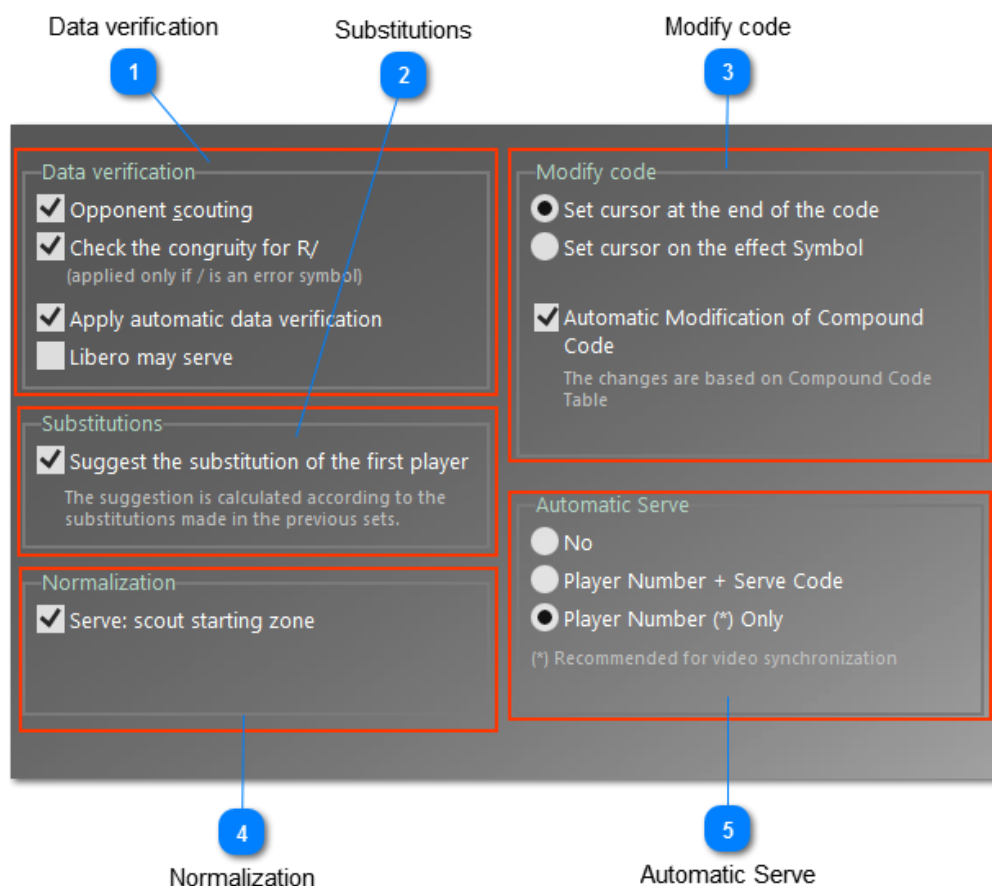 Data verification
Substitutions
Modify code
1
2
3
Data verification
Opponent scouting
Check the congruity for R/
(applied only if / is an error symbol)
Apply automatic data verification
Libero may serve
Substitutions
Suggest the substitution of the first player
The suggestion is calculated according to the
substitutions made in the previous sets.
Normalization
Serve: scout starting zone
Modify code
Set cursor at the end of the code
Set cursor on the effect Symbol
Automatic Modification of Compound
Code
The changes are based on Compound Code
Table
Automatic Serve
No
Player Number + Serve Code
Player Number (*) Only
(*) Recommended for video synchronization
4
5
Normalization
Automatic Serve